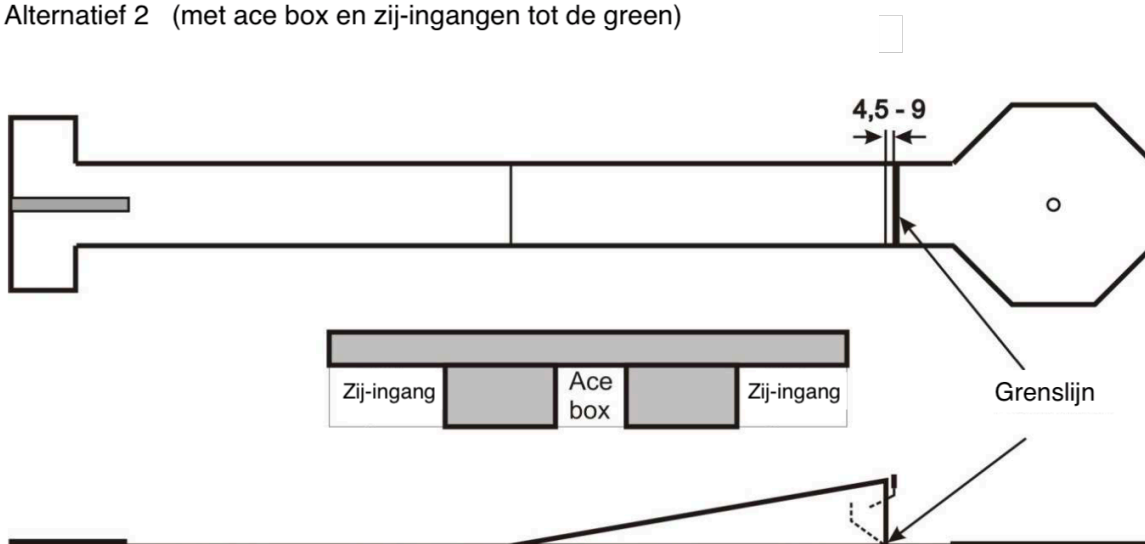 Alternatief 2 (met ace box en zij-ingangen tot de green)
4,5 - 9
Zij-ingang
Ace
box
Zij-ingang
Grenslijn